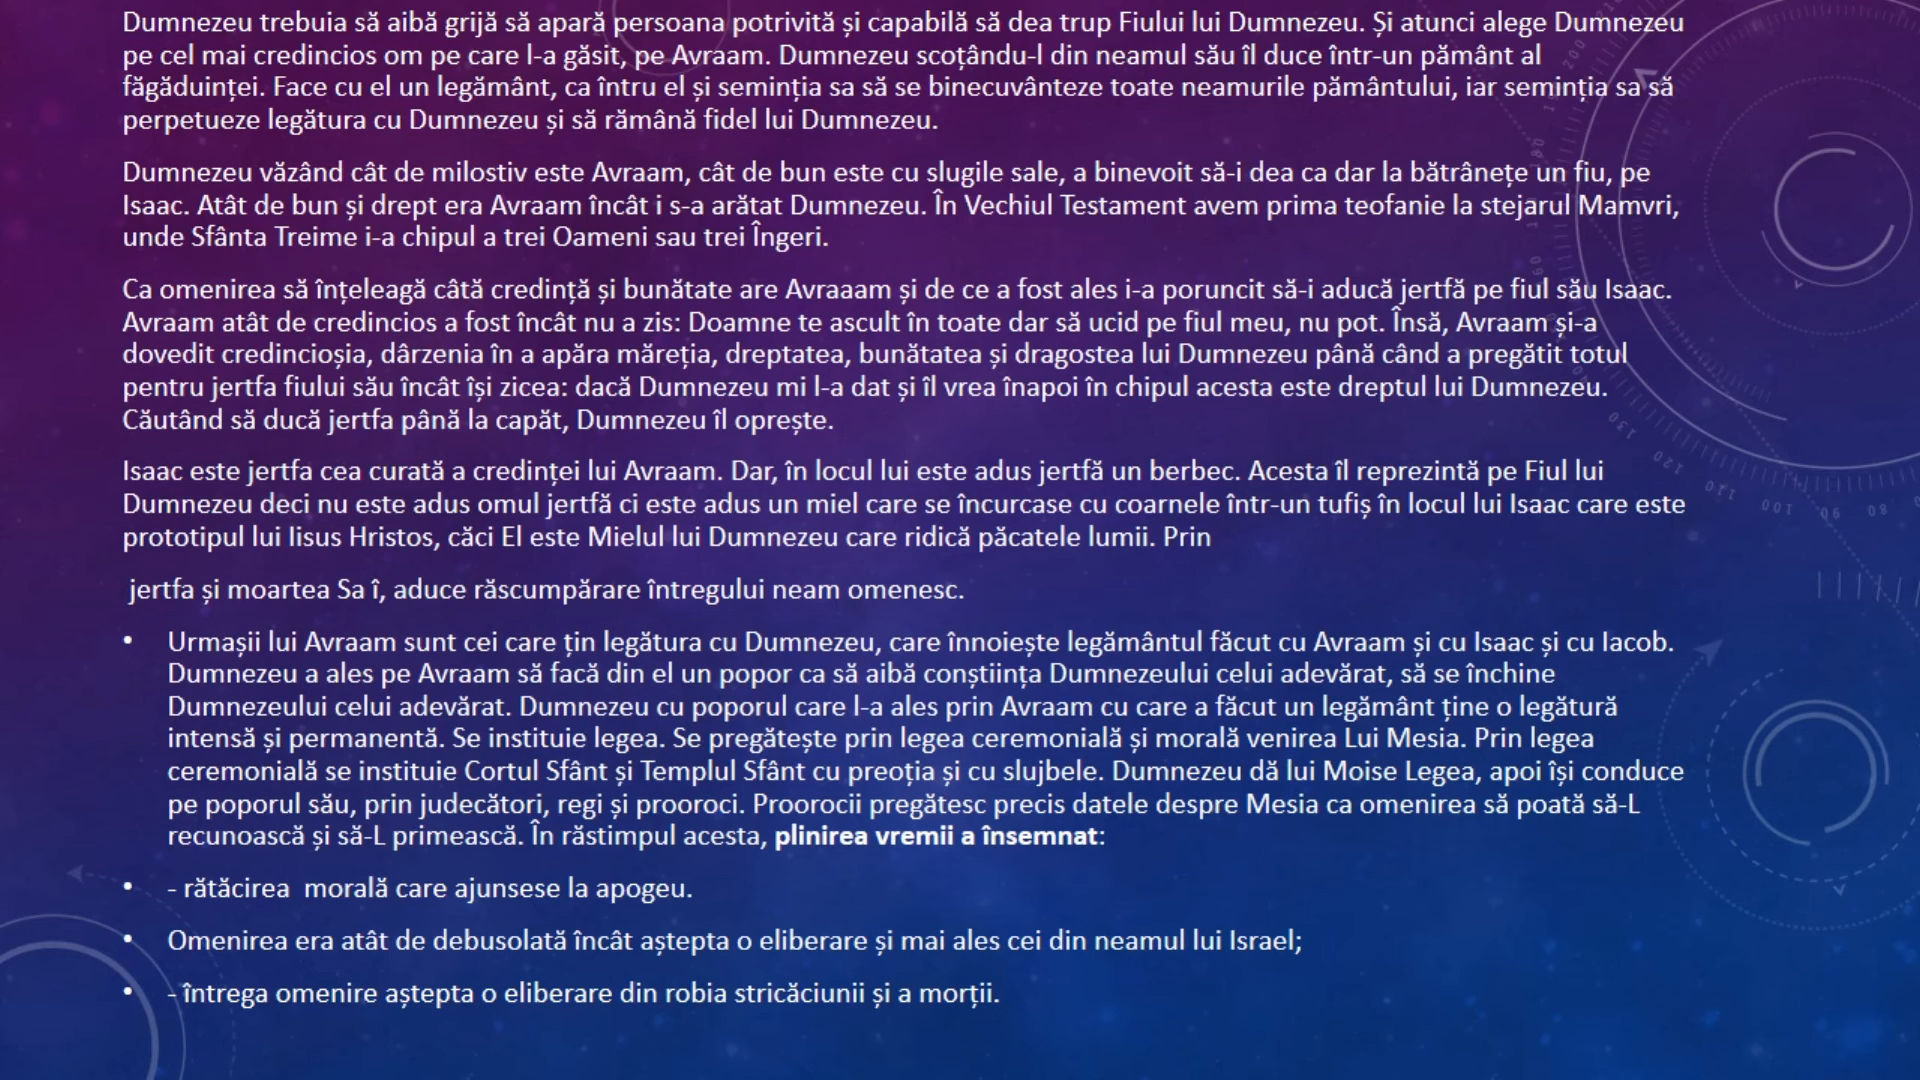 Dumnezeu trebuia să aibă grijă să apară persoana potrivită și capabilă să dea trup Fiului lui Dumnezeu. Și atunci alege Dumnezeu
pe cel mai credincios om pe care l-a găsit, pe Avraam. Dumnezeu scoțându-l din neamul său îl duce într-un pământ al
făgăduinței. Face cu el un legământ, ca întru el și seminția sa să se binecuvânteze toate neamurile pământului, iar seminția sa să
perpetueze legătura cu Dumnezeu și să rămână fidel lui Dumnezeu.
Dumnezeu văzând cât de milostiv este Avraam, cât de bun este cu slugile sale, a binevoit să-i dea ca dar la bătrânețe un fiu, pe
Isaac. Atât de bun și drept era Avraam încât i s-a arătat Dumnezeu. În Vechiul Testament avem prima teofanie la stejarul Mamvri,
unde Sfânta Treime i-a chipul a trei Oameni sau trei Îngeri.
Ca omenirea să înțeleagă câtă credință și bunătate are Avraaam și de ce a fost ales i-a poruncit să-i aducă jertfă pe fiul său Isaac.
Avraam atât de credincios a fost încât nu a zis: Doamne te ascult în toate dar să ucid pe fiul meu, nu pot. Însă, Avraam și-a
dovedit credincioșia, dârzenia în a apăra măreția, dreptatea, bunătatea și dragostea lui Dumnezeu până când a pregătit totul
pentru jertfa fiului său încât își zicea: dacă Dumnezeu mi l-a dat și îl vrea înapoi în chipul acesta este dreptul lui Dumnezeu.
Căutând să ducă jertfa până la capăt, Dumnezeu îl oprește.
Isaac este jertfa cea curată a credinței lui Avraam. Dar, în locul lui este adus jertfă un berbec. Acesta îl reprezintă pe Fiul lui
Dumnezeu deci nu este adus omul jertfă ci este adus un miel care se încurcase cu coarnele într-un tufiș în locul lui Isaac care este
prototipul lui Iisus Hristos, căci El este Mielul lui Dumnezeu care ridică păcatele lumii. Prin
jertfa și moartea Sa î, aduce răscumpărare întregului neam omenesc.
• Urmașii lui Avraam sunt cei care țin legătura cu Dumnezeu, care înnoiește legământul făcut cu Avraam și cu Isaac și cu Iacob.
Dumnezeu a ales pe Avraam să facă din el un popor ca să aibă conștiința Dumnezeului celui adevărat, să se închine
Dumnezeului celui adevărat. Dumnezeu cu poporul care l-a ales prin Avraam cu care a făcut un legământ ține o legătură
intensă și permanentă. Se instituie legea. Se pregătește prin legea ceremonială și morală venirea Lui Mesia. Prin legea
ceremonială se instituie Cortul Sfânt și Templul Sfânt cu preoția și cu slujbele. Dumnezeu dă lui Moise Legea, apoi își conduce
pe poporul său, prin judecători, regi și prooroci. Proorocii pregătesc precis datele despre Mesia ca omenirea să poată să-L
recunoască și să-L primească. În răstimpul acesta, plinirea vremii a însemnat:
• - rătăcirea  morală care ajunsese la apogeu.
• Omenirea era atât de debusolată încât aștepta o eliberare și mai ales cei din neamul lui Israel;
• - întrega omenire aștepta o eliberare din robia stricăciunii și a morții.